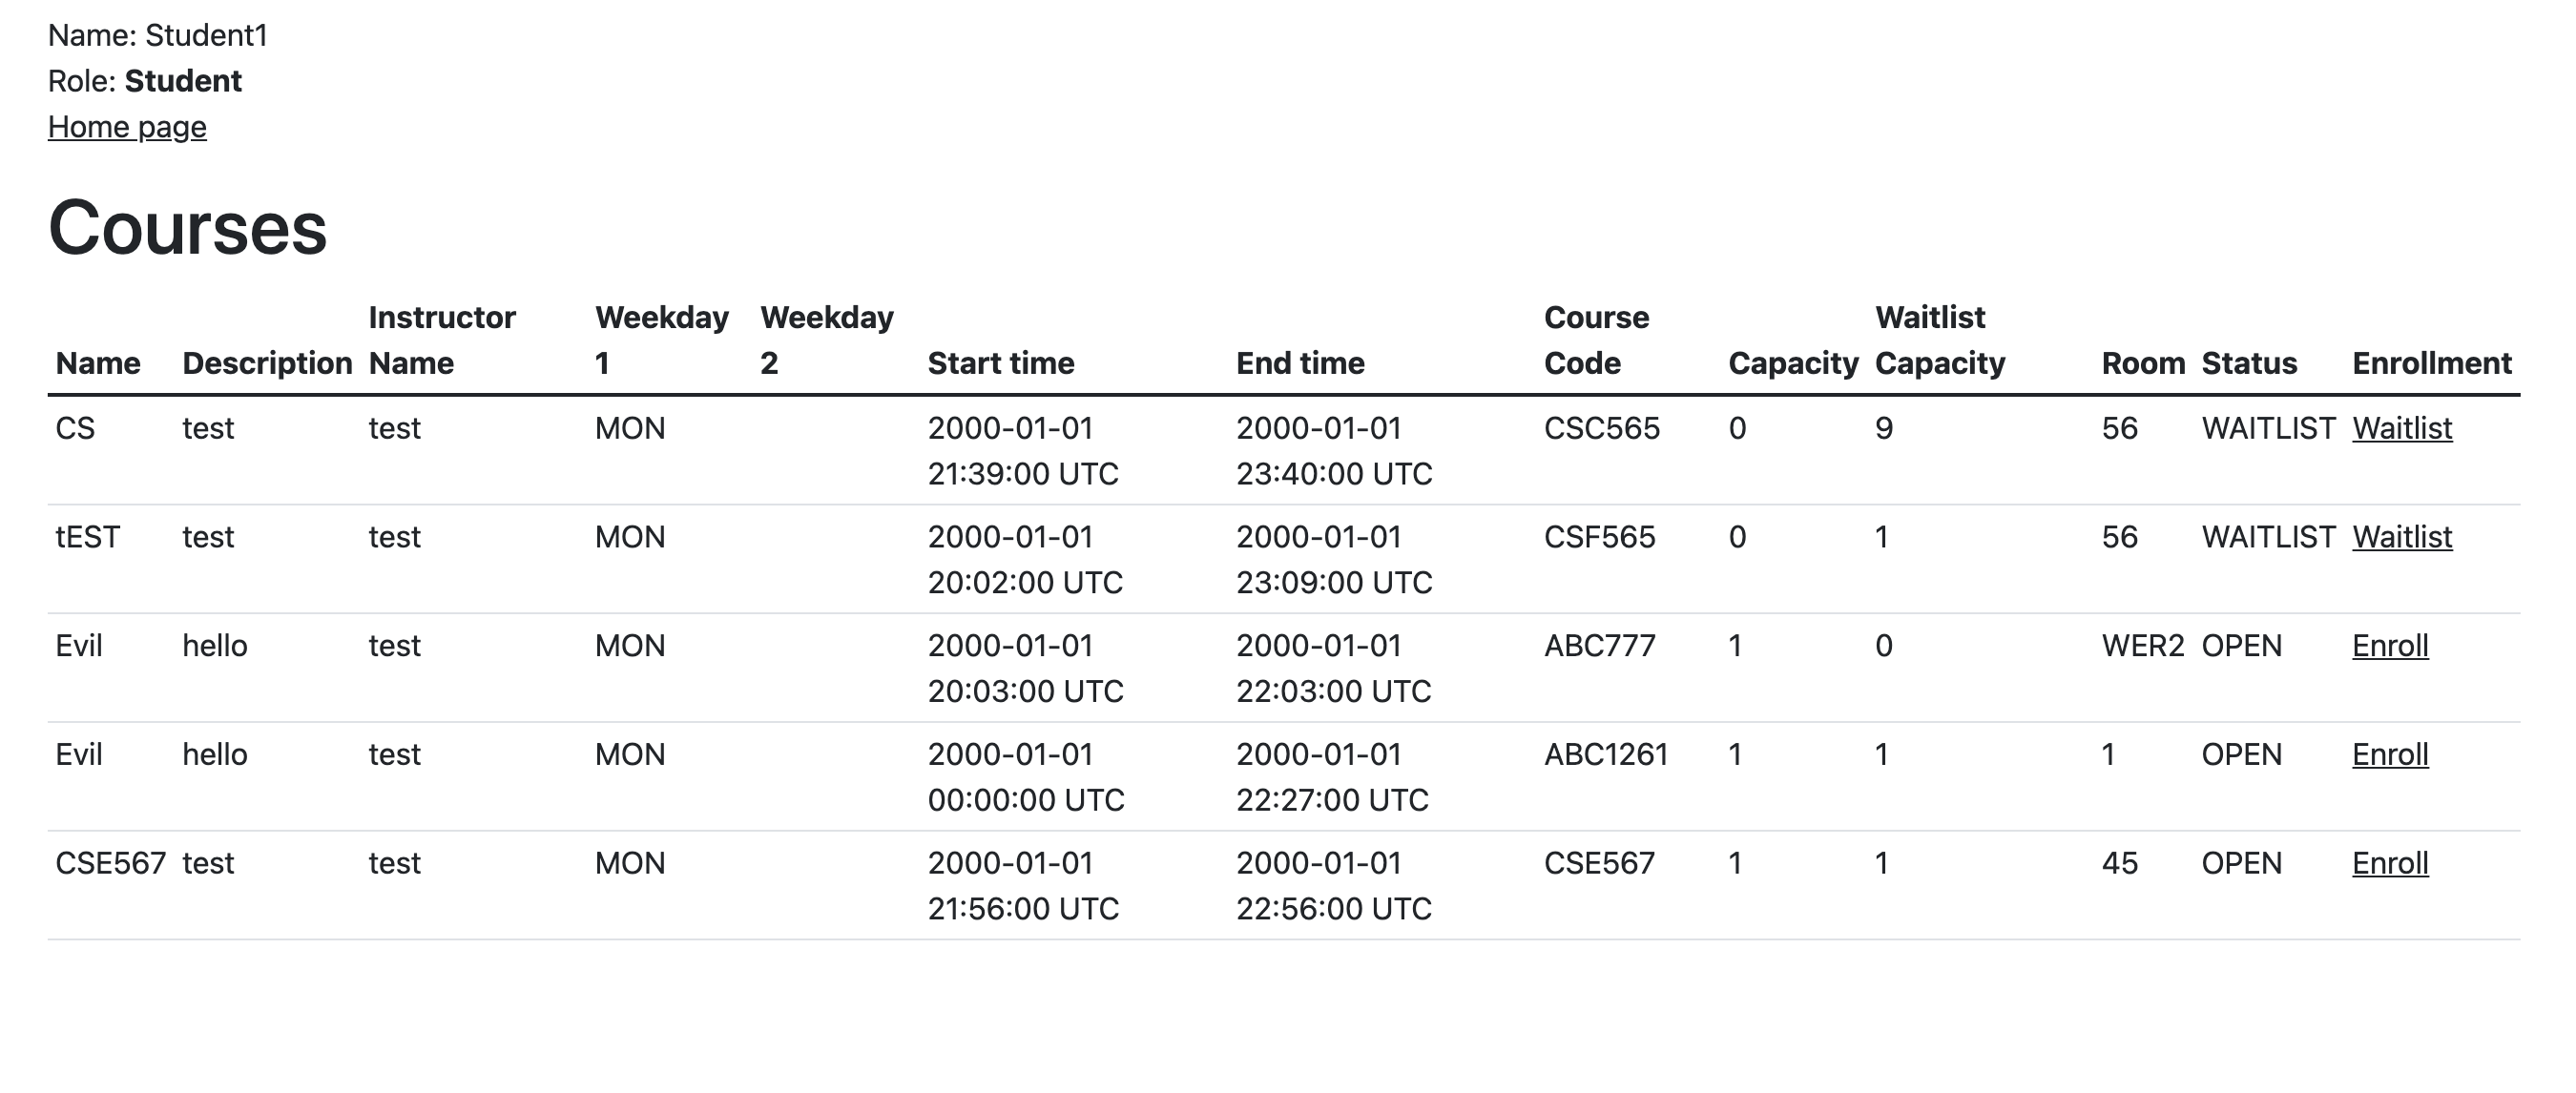 Name: Student1
Role: Student
Home page
Courses
Name Description Instructor Name Weekday 1 Weekday 2 Start time End time Course Code Capacity Waitlist Capacity Room Status Enrollment
CS test test MON 2000-01-01 21:39:00 UTC 2000-01-01 23:40:00 UTC CSC565 0 9 56 WAITLIST Waitlist
tEST test test MON 2000-01-01 20:02:00 UTC 2000-01-01 23:09:00 UTC CSF565 0 1 56 WAITLIST Waitlist
Evil hello test MON 2000-01-01 20:03:00 UTC 2000-01-01 22:03:00 UTC ABC777 1 0 WER2 OPEN Enroll
Evil hello test MON 2000-01-01 00:00:00 UTC 2000-01-01 22:27:00 UTC ABC1261 1 1 1 OPEN Enroll
CSE567 test test MON 2000-01-01 21:56:00 UTC 2000-01-01 22:56:00 UTC CSE567 1 1 45 OPEN Enroll